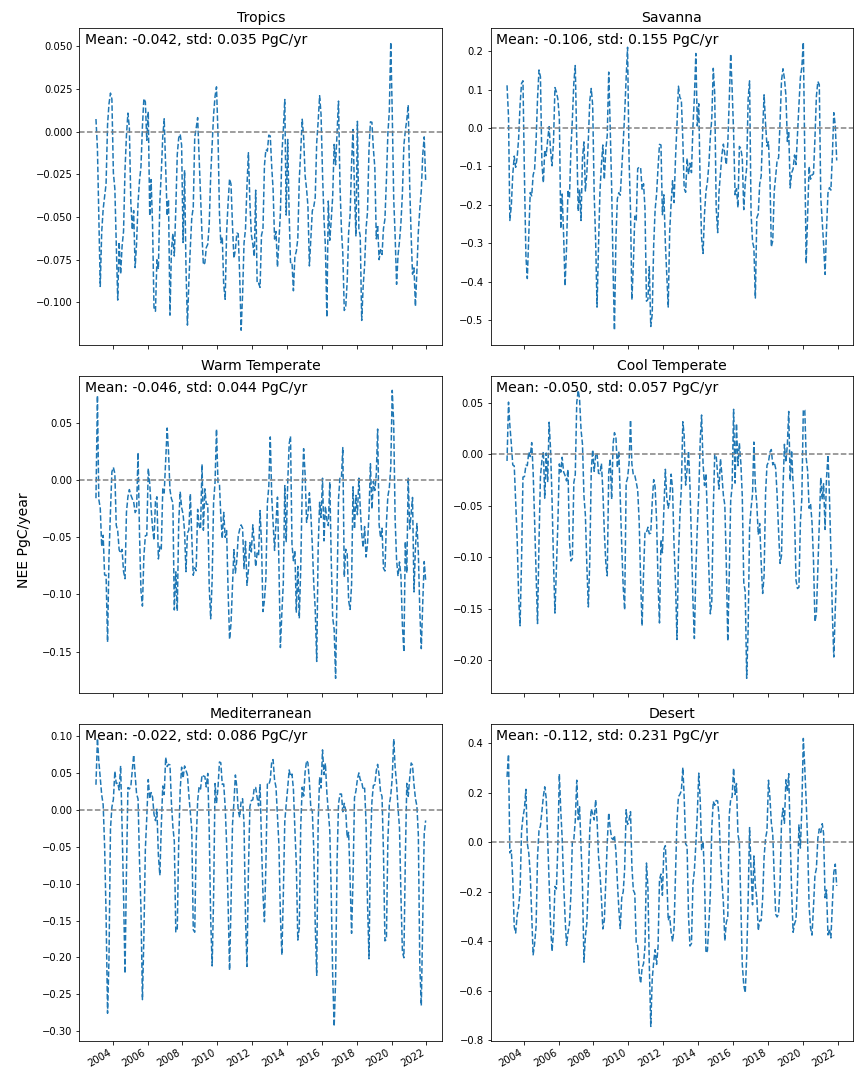 Tropics
Mean: -0.042, std: 0.035 PgC/yr
0.050
0.025
0.000
−0.025
−0.050
−0.075
−0.100
Savanna
Mean: -0.106, std: 0.155 PgC/yr
0.2
0.1
0.0
−0.1
−0.2
−0.3
−0.4
−0.5
Warm Temperate
Mean: -0.046, std: 0.044 PgC/yr
0.05
0.00
−0.05
−0.10
−0.15
NEE PgC/year
Cool Temperate
Mean: -0.050, std: 0.057 PgC/yr
0.05
0.00
−0.05
−0.10
−0.15
−0.20
Mediterranean
Mean: -0.022, std: 0.086 PgC/yr
0.10
0.05
0.00
−0.05
−0.10
−0.15
−0.20
−0.25
−0.30
2004 2006 2008 2010 2012 2014 2016 2018 2020 2022
Desert
Mean: -0.112, std: 0.231 PgC/yr
0.4
0.2
0.0
−0.2
−0.4
−0.6
−0.8
2004 2006 2008 2010 2012 2014 2016 2018 2020 2022